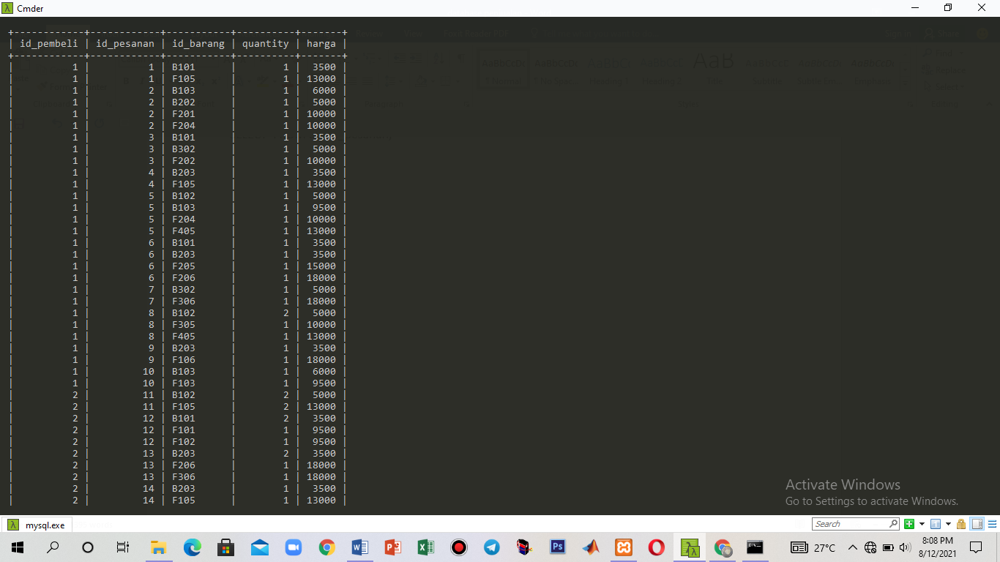 Cmder
+------------+------------+-----------+----------+-------+
| id_pembeli | id_pesanan | id_barang | quantity | harga |
+------------+------------+-----------+----------+-------+
| 1 | 1 | B101 | 1 | 3500 |
| 1 | 1 | F105 | 1 | 13000 |
| 1 | 2 | B103 | 1 | 6000 |
| 1 | 2 | B202 | 1 | 5000 |
| 1 | 2 | F201 | 1 | 10000 |
| 1 | 2 | F204 | 1 | 10000 |
| 1 | 3 | B101 | 1 | 3500 |
| 1 | 3 | B302 | 1 | 5000 |
| 1 | 3 | F202 | 1 | 10000 |
| 1 | 4 | B203 | 1 | 3500 |
| 1 | 4 | F105 | 1 | 13000 |
| 1 | 5 | B102 | 1 | 5000 |
| 1 | 5 | B103 | 1 | 9500 |
| 1 | 5 | F204 | 1 | 10000 |
| 1 | 5 | F405 | 1 | 13000 |
| 1 | 6 | B101 | 1 | 3500 |
| 1 | 6 | B203 | 1 | 3500 |
| 1 | 6 | F205 | 1 | 15000 |
| 1 | 6 | F206 | 1 | 18000 |
| 1 | 7 | B302 | 1 | 5000 |
| 1 | 7 | F306 | 1 | 18000 |
| 1 | 8 | B102 | 2 | 5000 |
| 1 | 8 | F305 | 1 | 10000 |
| 1 | 8 | F405 | 1 | 13000 |
| 1 | 9 | B203 | 1 | 3500 |
| 1 | 9 | F106 | 1 | 18000 |
| 1 | 10 | B103 | 1 | 6000 |
| 1 | 10 | F103 | 1 | 9500 |
| 2 | 11 | B102 | 2 | 5000 |
| 2 | 11 | F105 | 2 | 13000 |
| 2 | 12 | B101 | 2 | 3500 |
| 2 | 12 | F101 | 1 | 9500 |
| 2 | 12 | F102 | 1 | 9500 |
| 2 | 13 | B203 | 2 | 3500 |
| 2 | 13 | F206 | 1 | 18000 |
| 2 | 13 | F306 | 1 | 18000 |
| 2 | 14 | B203 | 1 | 3500 |
| 2 | 14 | F105 | 1 | 13000 |
Activate Windows
Go to Settings to activate Windows.
mysql.exe
Search
27°C
8:08 PM
8/12/2021